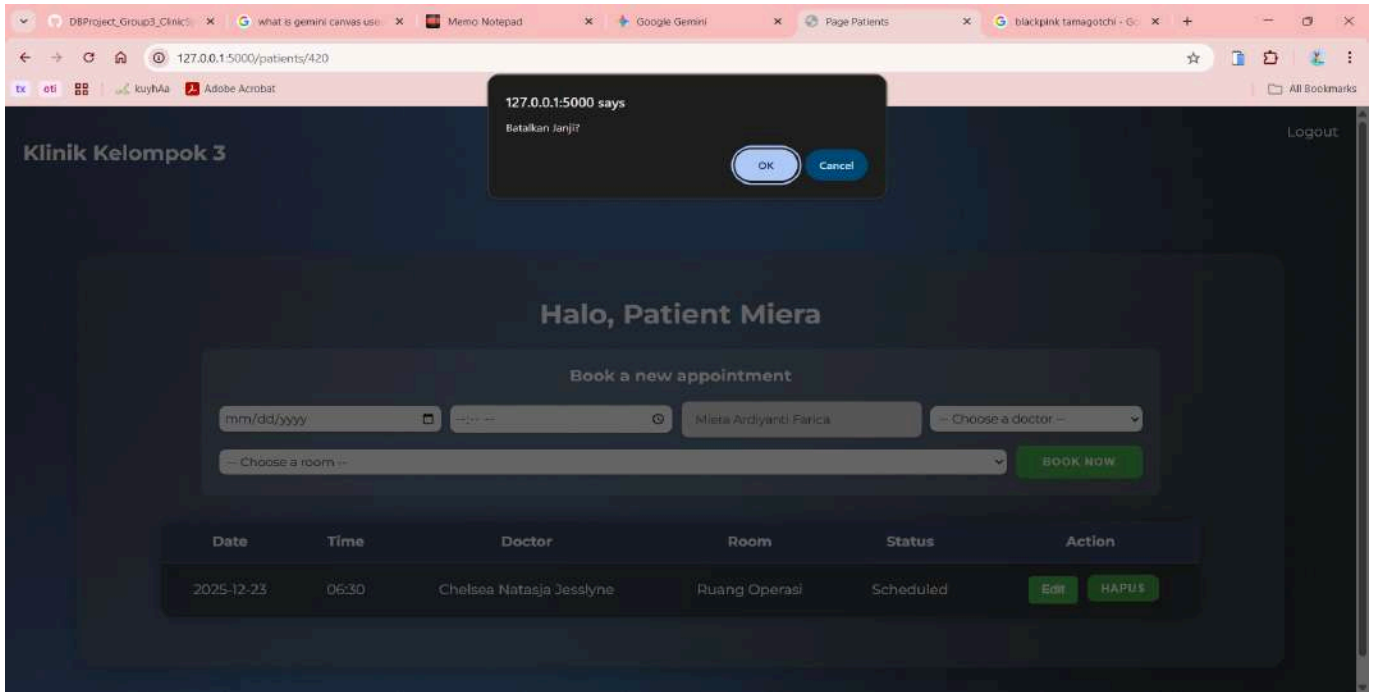 DBProject_Group3_ClinicS
what is gemini canvas use
Memo Notepad
Google Gemini
Page Patients
blackpink tamagotchi - Go
127.0.0.1:5000/patients/420
tx oti kuyhAa Adobe Acrobat All Bookmarks
127.0.0.1:5000 says
Batalkan Janji?
OK Cancel
Klinik Kelompok 3
Logout
Halo, Patient Miera
Book a new appointment
mm/dd/yyyy --:-- -- Miera Ardiyanti Farica -- Choose a doctor --
-- Choose a room -- BOOK NOW
Date Time Doctor Room Status Action
2025-12-23 06:30 Chelsea Natasja Jesslyne Ruang Operasi Scheduled Edit HAPUS